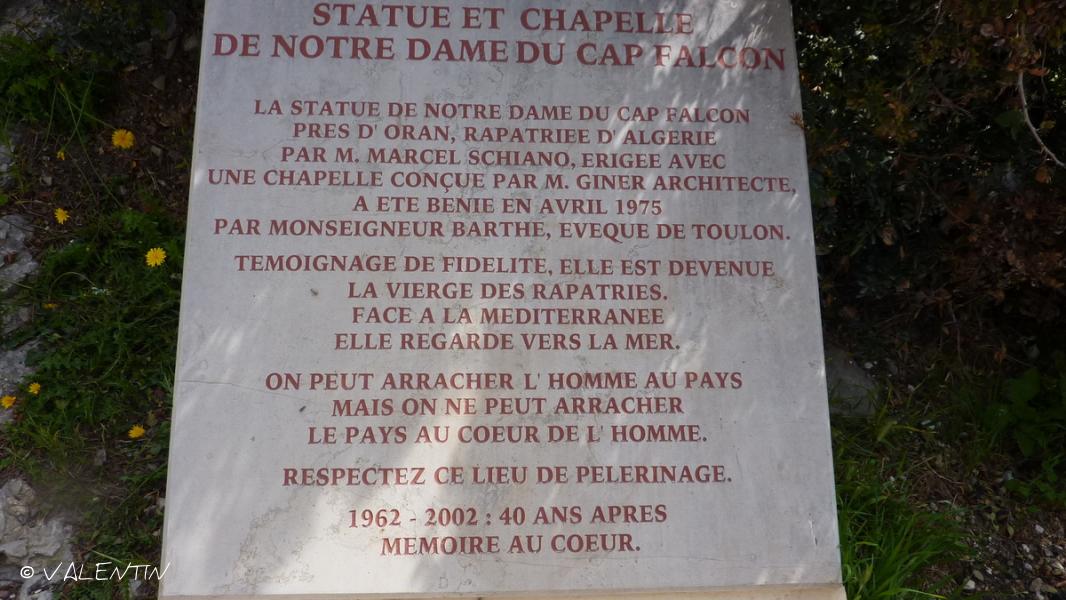 STATUE ET CHAPELLE
DE NOTRE DAME DU CAP FALCON
LA STATUE DE NOTRE DAME DU CAP FALCON
PRES D' ORAN, RAPATRIEE D' ALGERIE
PAR M. MARCEL SCHIANO, ERIGEE AVEC
UNE CHAPELLE CONÇUE PAR M. GINER ARCHITECTE,
A ETE BENIE EN AVRIL 1975
PAR MONSEIGNEUR BARTHE, EVEQUE DE TOULON.
TEMOIGNAGE DE FIDELITE, ELLE EST DEVENUE
LA VIERGE DES RAPATRIES.
FACE A LA MEDITERRANEE
ELLE REGARDE VERS LA MER.
ON PEUT ARRACHER L' HOMME AU PAYS
MAIS ON NE PEUT ARRACHER
LE PAYS AU COEUR DE L' HOMME.
RESPECTEZ CE LIEU DE PELERINAGE.
1962 - 2002 : 40 ANS APRES
MEMOIRE AU COEUR.
© VALENTIN